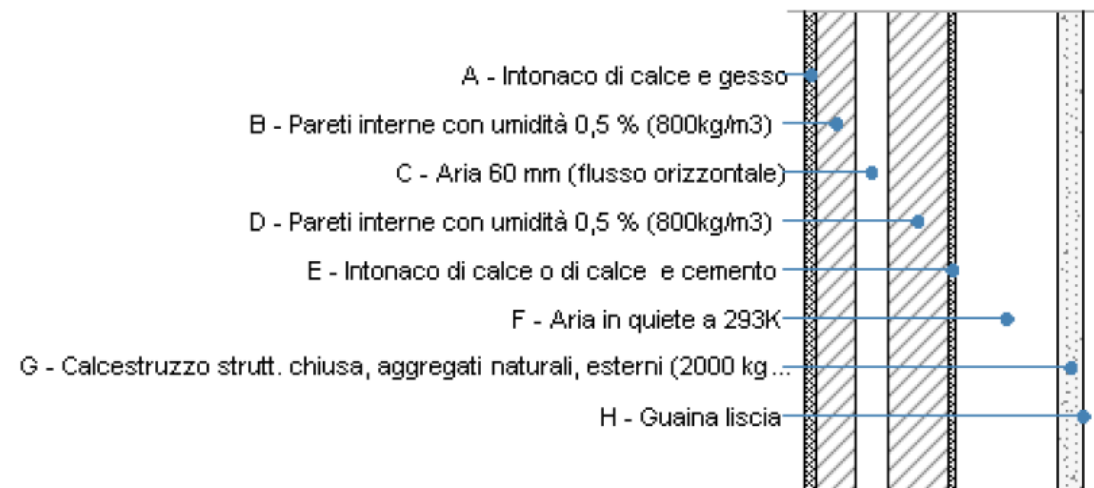 A - Intonaco di calce e gesso
B - Pareti interne con umidità 0,5 % (800kg/m3)
C - Aria 60 mm (flusso orizzontale)
D - Pareti interne con umidità 0,5 % (800kg/m3)
E - Intonaco di calce o di calce  e cemento
F - Aria in quiete a 293K
G - Calcestruzzo strutt. chiusa, aggregati naturali, esterni (2000 kg ...
H - Guaina liscia